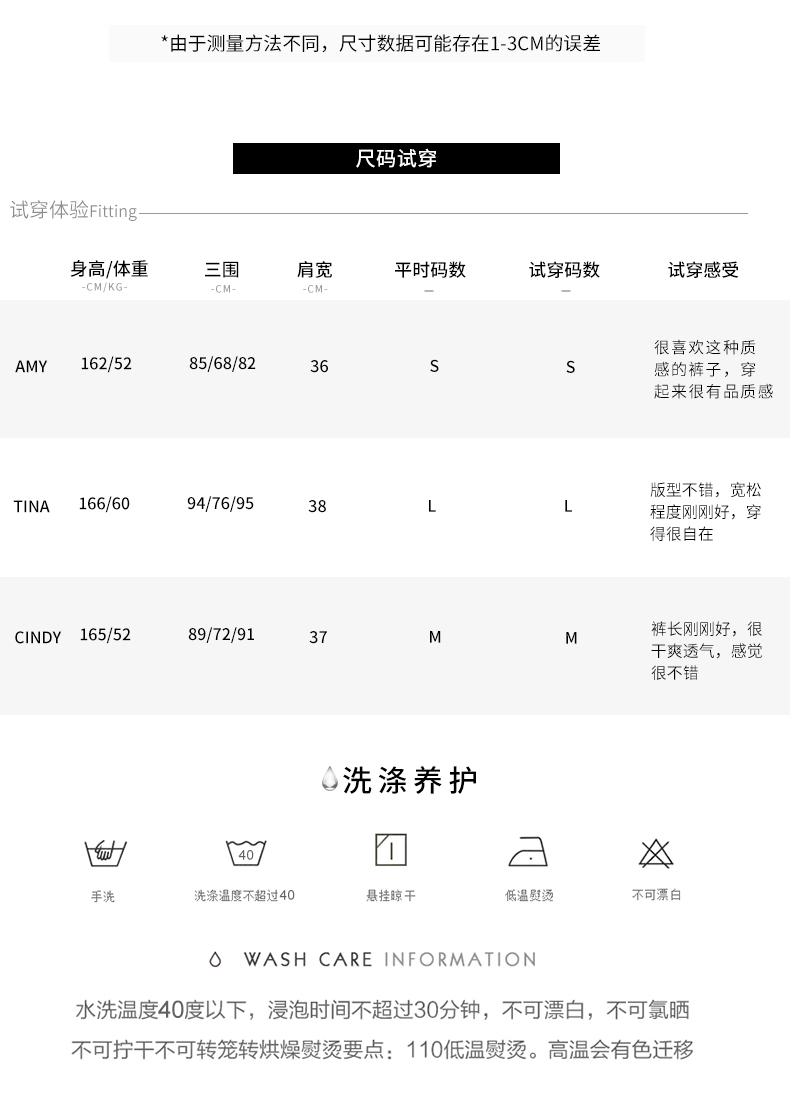 *由于测量方法不同，尺寸数据可能存在1-3CM的误差
尺码试穿
试穿体验Fitting
身高/体重 三围 肩宽 平时码数 试穿码数 试穿感受
-CM/KG- -CM- -CM- — —
AMY 162/52 85/68/82 36 S S 很喜欢这种质
感的裤子，穿
起来很有品质感
TINA 166/60 94/76/95 38 L L 版型不错，宽松
程度刚刚好，穿
得很自在
CINDY 165/52 89/72/91 37 M M 裤长刚刚好，很
干爽透气，感觉
很不错
洗涤养护
40
手洗 洗涤温度不超过40 悬挂晾干 低温熨烫 不可漂白
WASH CARE INFORMATION
水洗温度40度以下，浸泡时间不超过30分钟，不可漂白，不可氯晒
不可拧干不可转笼转烘燥熨烫要点：110低温熨烫。高温会有色迁移